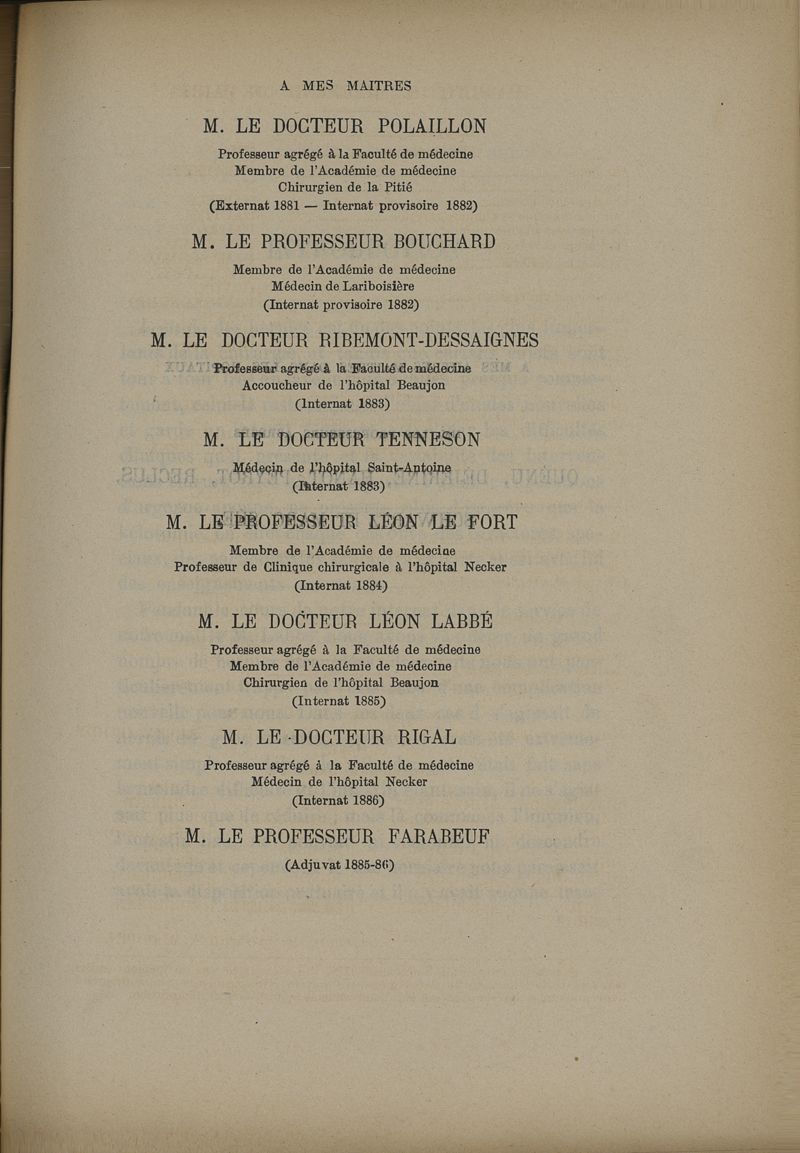 A MES MAITRES
M. LE DOCTEUR POLAILLON
Professeur agrégé à la Faculté de médecine
Membre de l'Académie de médecine
Chirurgien de la Pitié
(Externat 1881 — Internat provisoire 1882)
M. LE PROFESSEUR BOUCHARD
Membre de l'Académie de médecine
Médecin de Lariboisière
(Internat provisoire 1882)
M. LE DOCTEUR RIBEMONT-DESSAIGNES
Professeur agrégé à la Faculté de médecine
Accoucheur de l'hôpital Beaujon
(Internat 1883)
M. LE DOCTEUR TENNESON
Médecin de l'hôpital Saint-Antoine
(Internat 1883)
M. LE PROFESSEUR LÉON LE FORT
Membre de l'Académie de médecine
Professeur de Clinique chirurgicale à l'hôpital Necker
(Internat 1884)
M. LE DOCTEUR LÉON LABBÉ
Professeur agrégé à la Faculté de médecine
Membre de l'Académie de médecine
Chirurgien de l'hôpital Beaujon
(Internat 1885)
M. LE DOCTEUR RIGAL
Professeur agrégé à la Faculté de médecine
Médecin de l'hôpital Necker
(Internat 1886)
M. LE PROFESSEUR FARABEUF
(Adjuvat 1885-86)